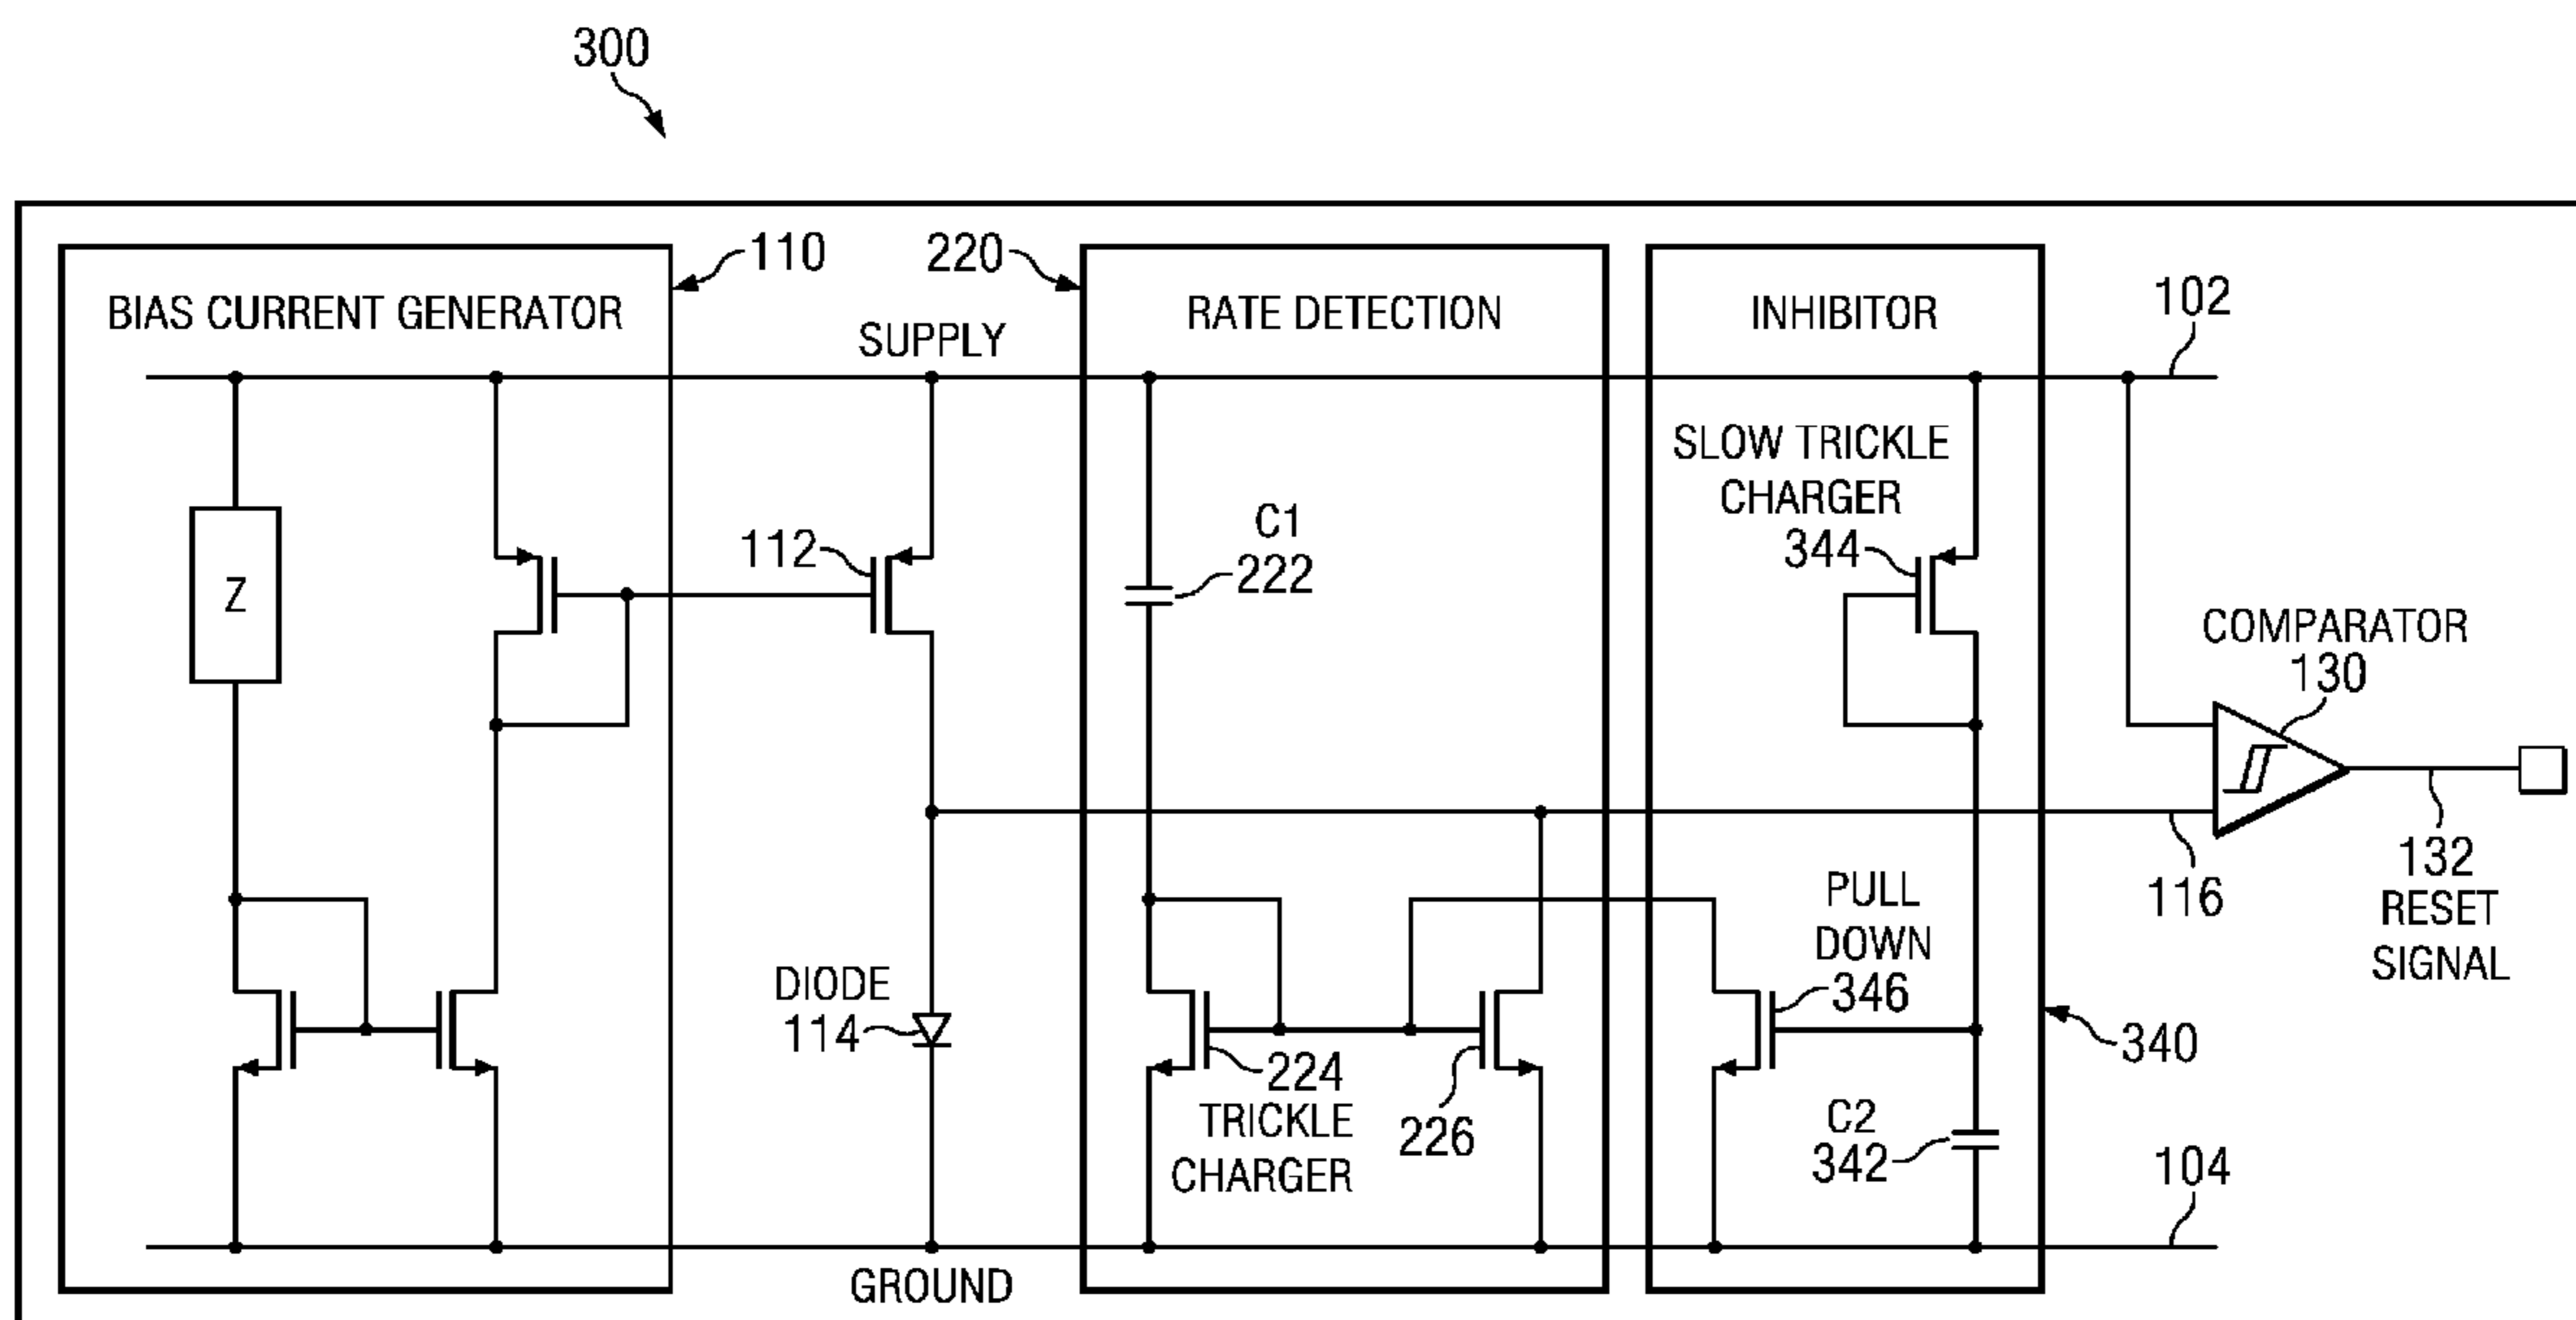 300
110
220
BIAS CURRENT GENERATOR
SUPPLY
RATE DETECTION
INHIBITOR
102
SLOW TRICKLE
CHARGER
344
C1
222
112
Z
COMPARATOR
130
132
RESET
SIGNAL
116
PULL
DOWN
346
DIODE
114
224
TRICKLE
CHARGER
226
340
C2
342
104
GROUND